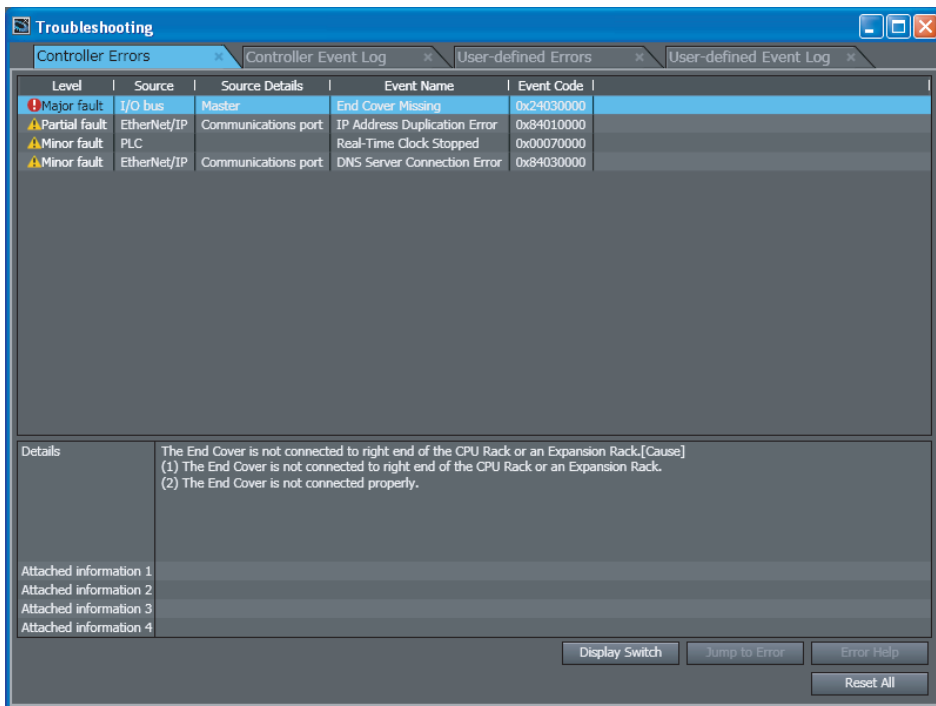 Troubleshooting
Controller Errors × Controller Event Log × User-defined Errors × User-defined Event Log ×
Level Source Source Details Event Name Event Code
Major fault I/O bus Master End Cover Missing 0x24030000
Partial fault EtherNet/IP Communications port IP Address Duplication Error 0x84010000
Minor fault PLC Real-Time Clock Stopped 0x00070000
Minor fault EtherNet/IP Communications port DNS Server Connection Error 0x84030000
Details The End Cover is not connected to right end of the CPU Rack or an Expansion Rack.[Cause]
(1) The End Cover is not connected to right end of the CPU Rack or an Expansion Rack.
(2) The End Cover is not connected properly.
Attached information 1
Attached information 2
Attached information 3
Attached information 4
Display Switch Jump to Error Error Help
Reset All